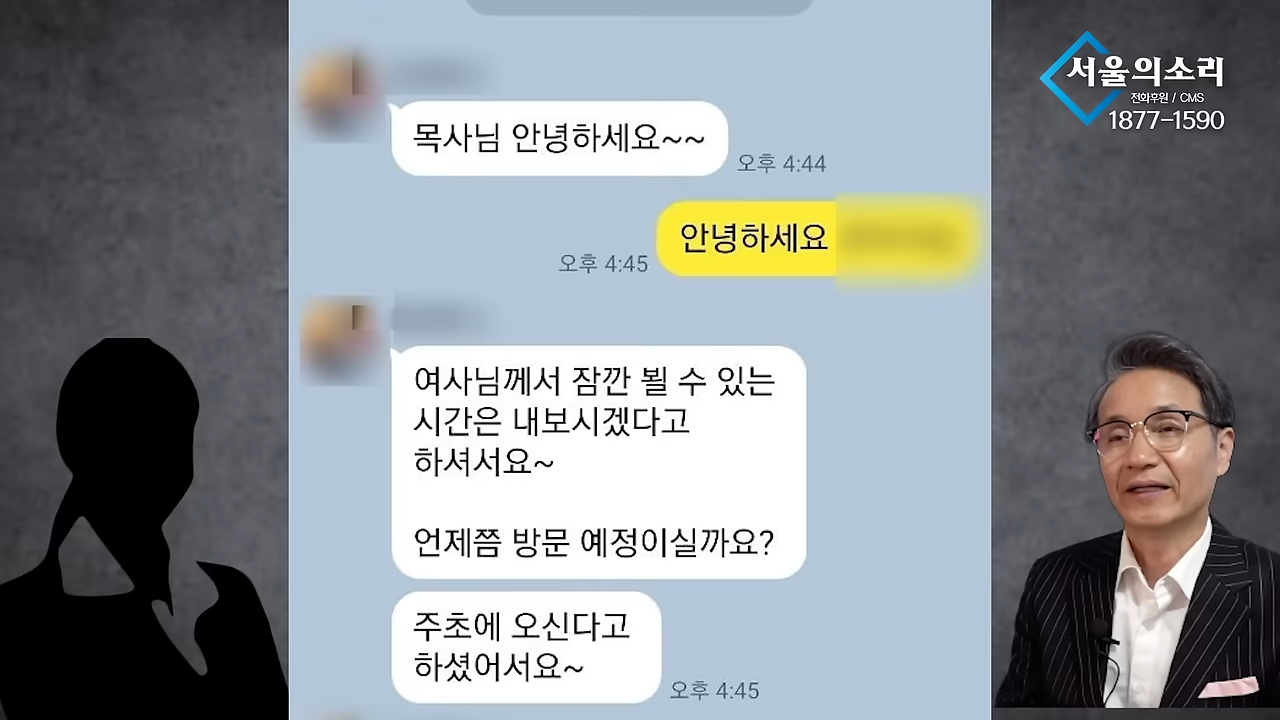 서울의소리
전화후원 / CMS
1877-1590
목사님 안녕하세요~~
오후 4:44
안녕하세요
오후 4:45
여사님께서 잠깐 뵐 수 있는
시간은 내보시겠다고
하셔서요~
언제쯤 방문 예정이실까요?
주초에 오신다고
하셨어서요~
오후 4:45